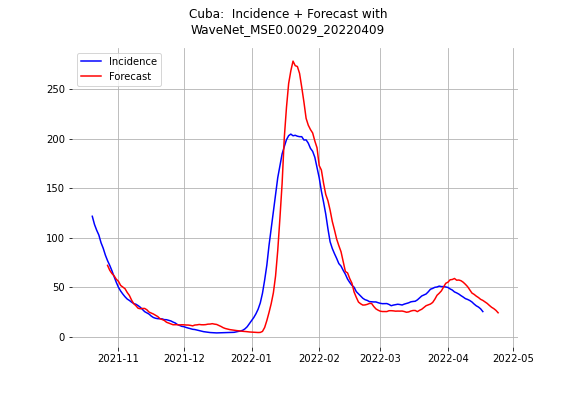 Cuba:  Incidence + Forecast with
WaveNet_MSE0.0029_20220409
Incidence
Forecast
250
200
150
100
50
0
2021-11 2021-12 2022-01 2022-02 2022-03 2022-04 2022-05